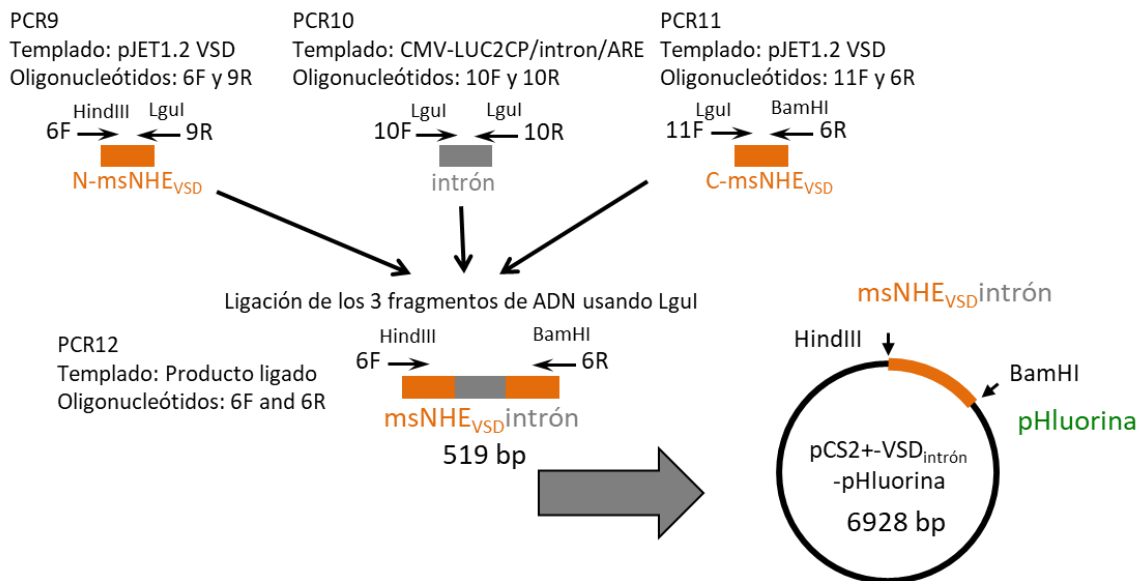 PCR9
Templado: pJET1.2 VSD
Oligonucleótidos: 6F y 9R
HindIII
LguI
6F
9R
N-msNHEVSD
PCR10
Templado: CMV-LUC2CP/intron/ARE
Oligonucleótidos: 10F y 10R
LguI
LguI
10F
10R
intrón
PCR11
Templado: pJET1.2 VSD
Oligonucleótidos: 11F y 6R
LguI
BamHI
11F
6R
C-msNHEVSD
Ligación de los 3 fragmentos de ADN usando LguI
PCR12
Templado: Producto ligado
Oligonucleótidos: 6F and 6R
HindIII
BamHI
6F
6R
msNHEVSDintrón
519 bp
msNHEVSDintrón
HindIII
BamHI
pHluorina
pCS2+-VSDintrón
-pHluorina
6928 bp